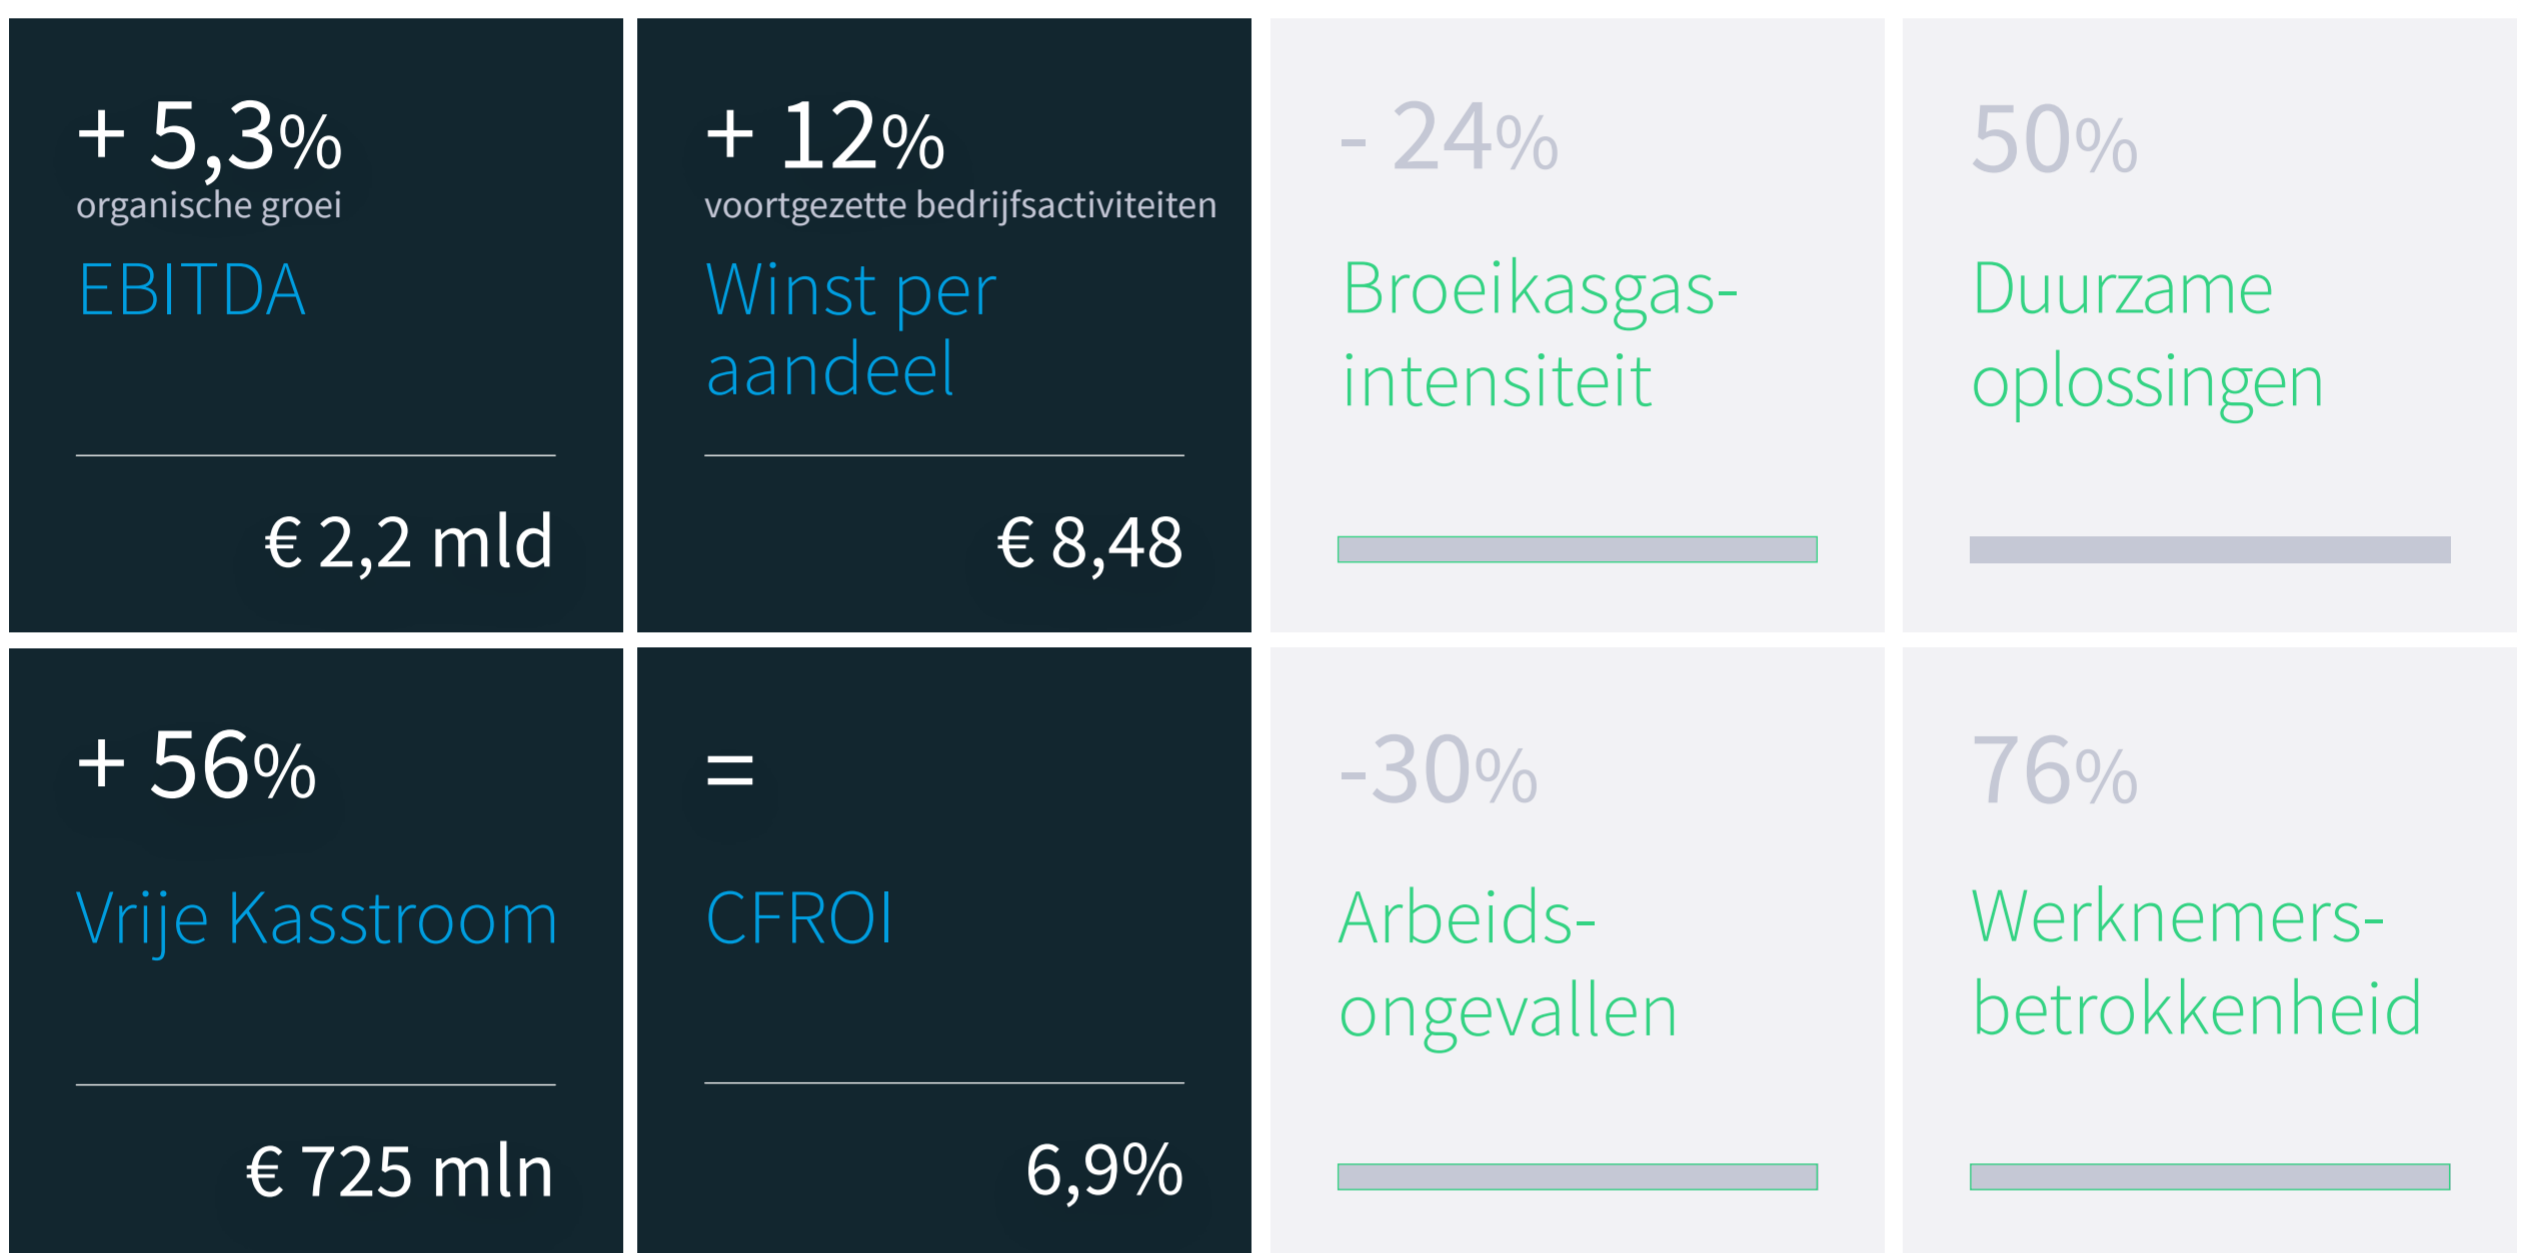 + 5,3%
organische groei
EBITDA
€ 2,2 mld
+ 12%
voortgezette bedrijfsactiviteiten
Winst per
aandeel
€ 8,48
- 24%
Broeikasgas-
intensiteit
50%
Duurzame
oplossingen
+ 56%
Vrije Kasstroom
€ 725 mln
=
CFROI
6,9%
-30%
Arbeids-
ongevallen
76%
Werknemers-
betrokkenheid